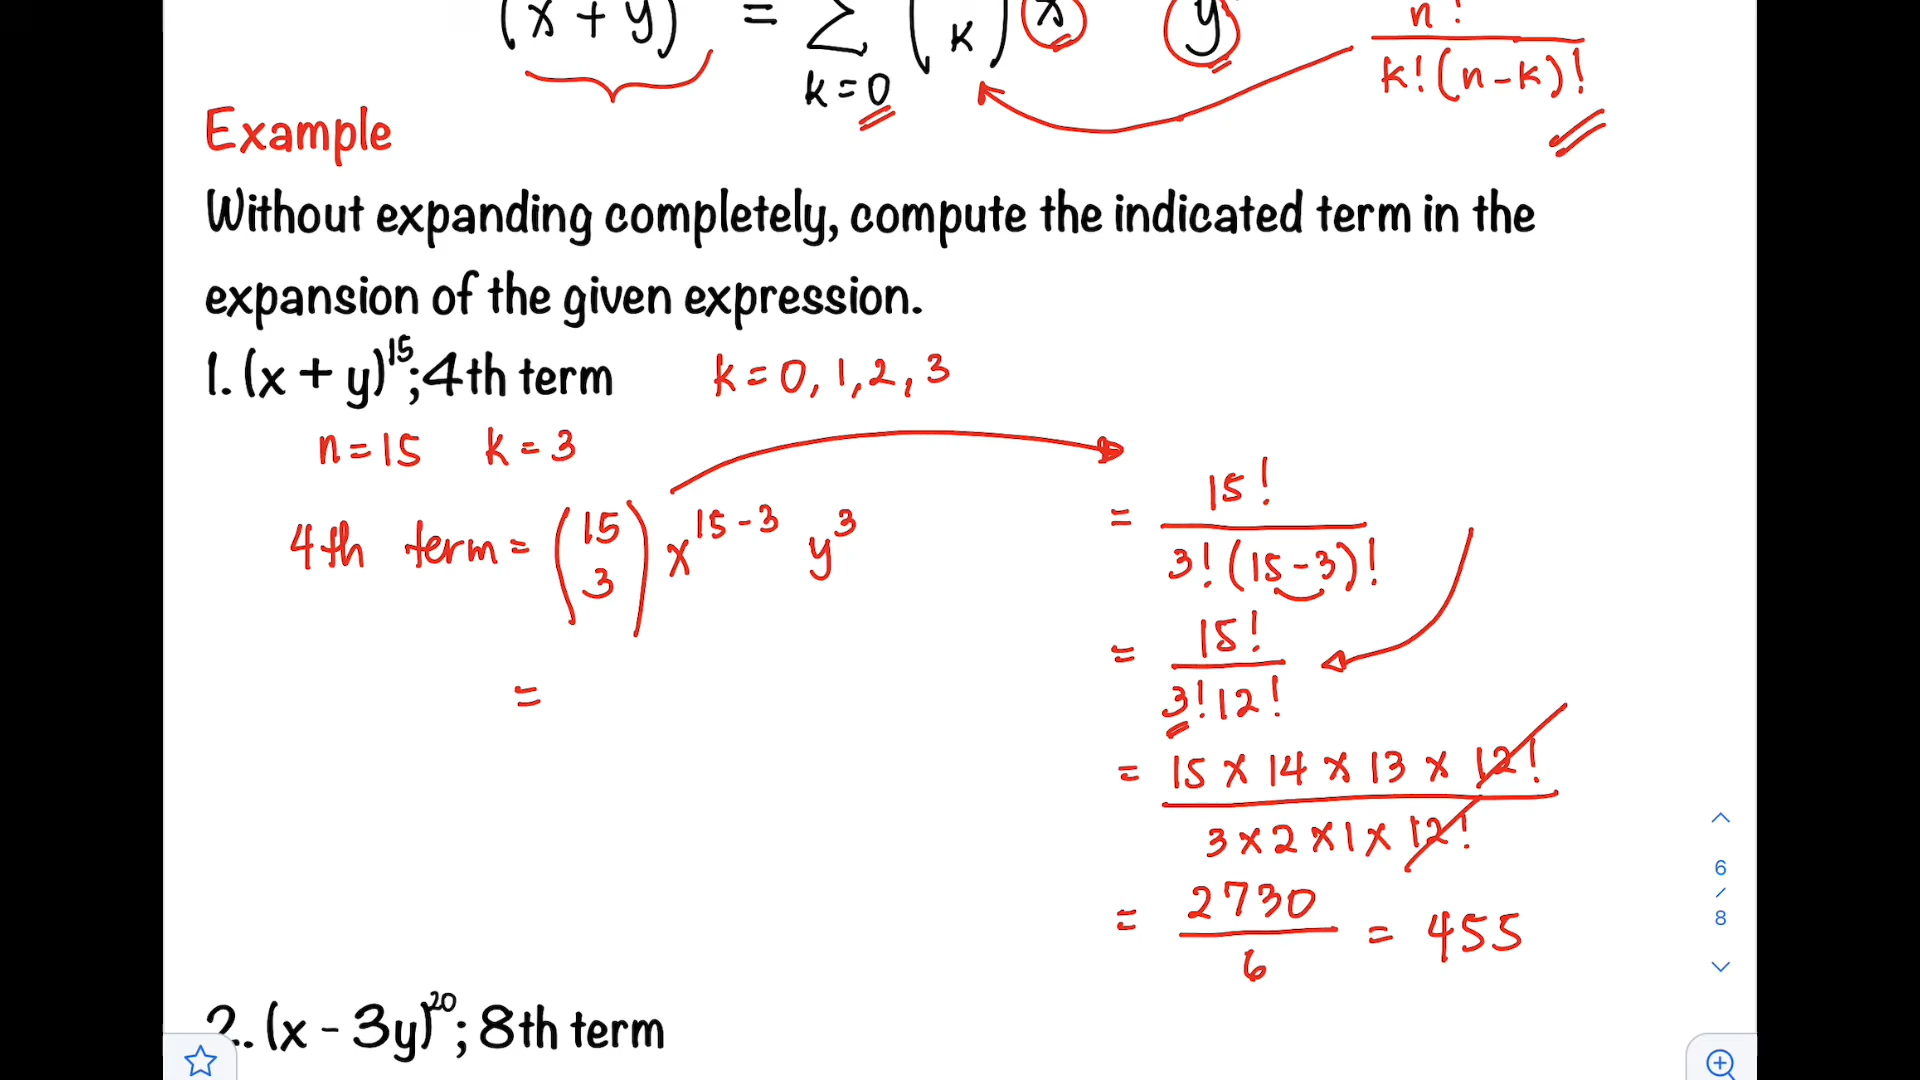 (x + y) = ∑ ( k ) x y n!
k=0 k!(n-k)!
Example
Without expanding completely, compute the indicated term in the
expansion of the given expression.
1. (x + y)^15; 4th term k = 0, 1, 2, 3
n = 15 k = 3
4th term = (15 3) x^15-3 y^3 = 15! / 3!(15-3)!
= 15! / 3! 12!
=
= 15 x 14 x 13 x 12! / 3 x 2 x 1 x 12!
6
/
8
= 2730 / 6 = 455
2. (x - 3y)^20; 8th term